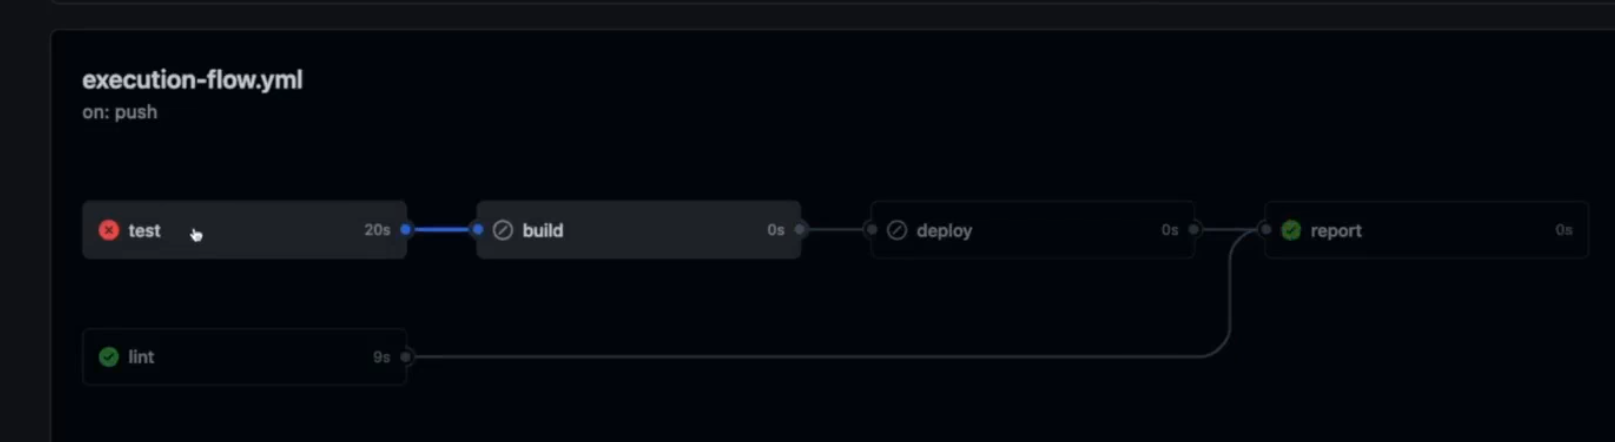 execution-flow.yml
on: push
test 20s build 0s deploy 0s report 0s
lint 9s